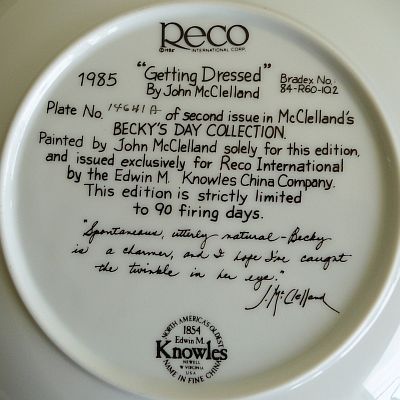 Reco
©1985 INTERNATIONAL CORP.
1985 "Getting Dressed" Bradex No.
By John McClelland 84-R60-10.2
Plate No. 14641A of second issue in McClelland's
BECKY'S DAY COLLECTION.
Painted by John McClelland solely for this edition,
and issued exclusively for Reco International
by the Edwin M. Knowles China Company.
This edition is strictly limited
to 90 firing days.
"Spontaneous, utterly natural - Becky
is a charmer, and I hope I've caught
the twinkle in her eye."
J. McClelland
NORTH AMERICA'S OLDEST
1854
Edwin M.
Knowles
NEWELL
W. VIRGINIA
U.S.A.
NAME IN FINE CHINA